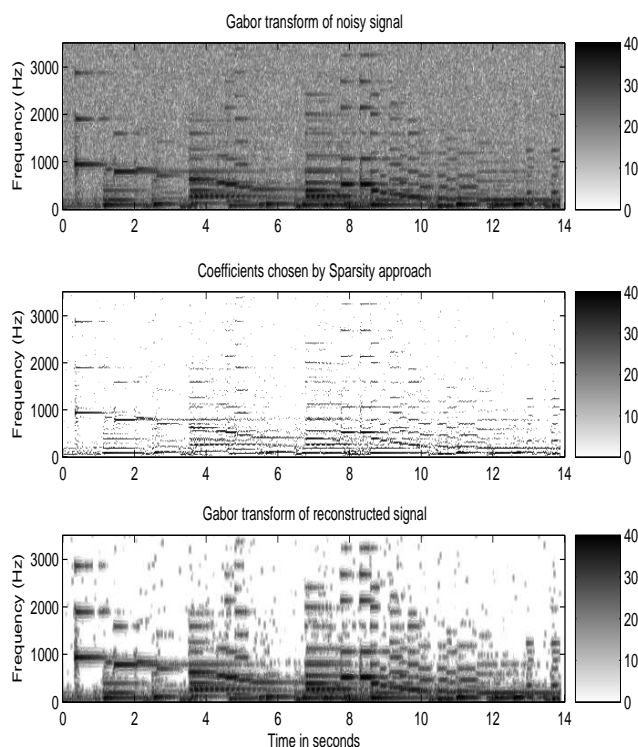 Gabor transform of noisy signal
Frequency (Hz)
3000
2000
1000
0
0 2 4 6 8 10 12 14
40
30
20
10
0
Coefficients chosen by Sparsity approach
Frequency (Hz)
3000
2000
1000
0
0 2 4 6 8 10 12 14
40
30
20
10
0
Gabor transform of reconstructed signal
Frequency (Hz)
3000
2000
1000
0
0 2 4 6 8 10 12 14
Time in seconds
40
30
20
10
0